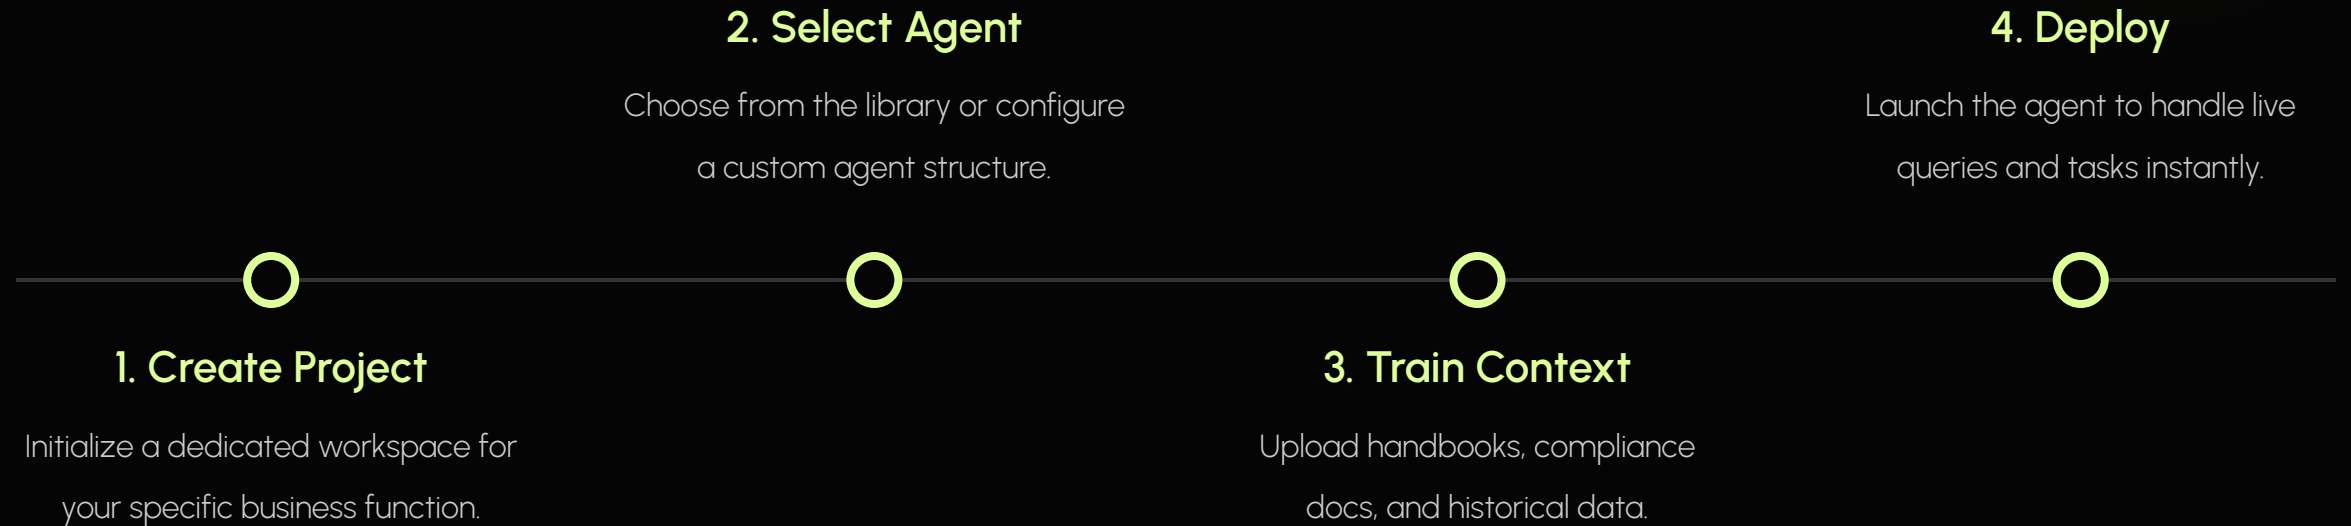 1. Create Project
Initialize a dedicated workspace for
your specific business function.
2. Select Agent
Choose from the library or configure
a custom agent structure.
3. Train Context
Upload handbooks, compliance
docs, and historical data.
4. Deploy
Launch the agent to handle live
queries and tasks instantly.